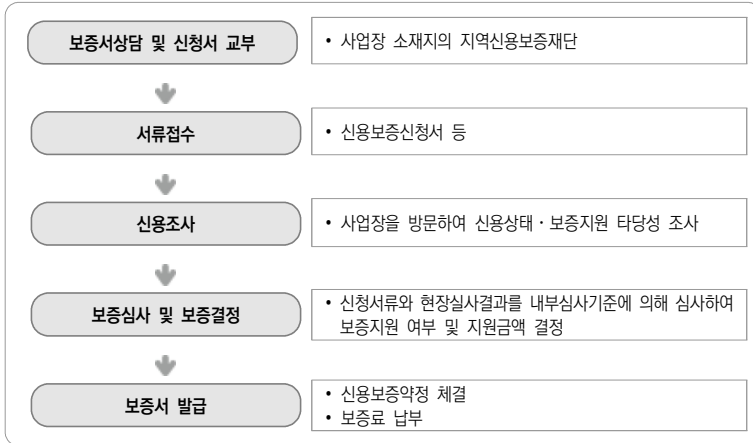 보증서상담 및 신청서 교부
• 사업장 소재지의 지역신용보증재단
서류접수
• 신용보증신청서 등
신용조사
• 사업장을 방문하여 신용상태 · 보증지원 타당성 조사
보증심사 및 보증결정
• 신청서류와 현장실사결과를 내부심사기준에 의해 심사하여
보증지원 여부 및 지원금액 결정
보증서 발급
• 신용보증약정 체결
• 보증료 납부